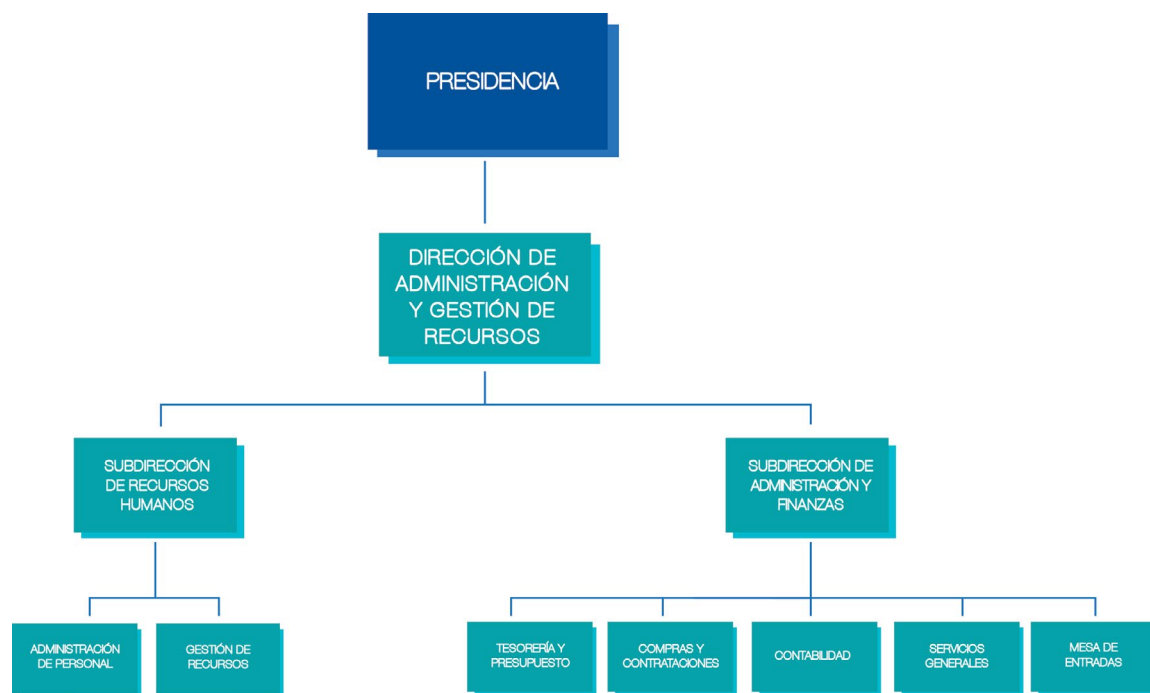 PRESIDENCIA
DIRECCIÓN DE
ADMINISTRACIÓN
Y GESTIÓN DE
RECURSOS
SUBDIRECCIÓN
DE RECURSOS
HUMANOS
SUBDIRECCIÓN DE
ADMINISTRACIÓN Y
FINANZAS
ADMINISTRACIÓN
DE PERSONAL
GESTIÓN DE
RECURSOS
TESORERÍA Y
PRESUPUESTO
COMPRAS Y
CONTRATACIONES
CONTABILIDAD
SERVICIOS
GENERALES
MESA DE
ENTRADAS